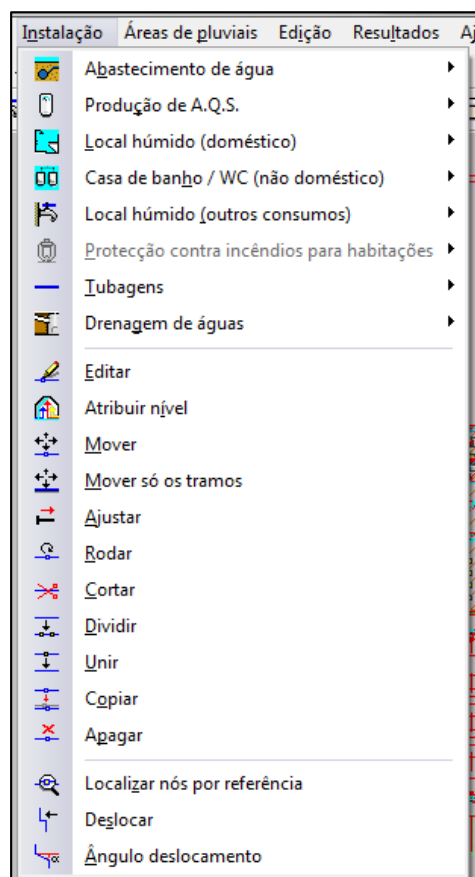 Instalação Áreas de pluviais Edição Resultados Aj
Abastecimento de água
Produção de A.Q.S.
Local húmido (doméstico)
Casa de banho / WC (não doméstico)
Local húmido (outros consumos)
Protecção contra incêndios para habitações
Tubagens
Drenagem de águas
Editar
Atribuir nível
Mover
Mover só os tramos
Ajustar
Rodar
Cortar
Dividir
Unir
Copiar
Apagar
Localizar nós por referência
Deslocar
Ângulo deslocamento